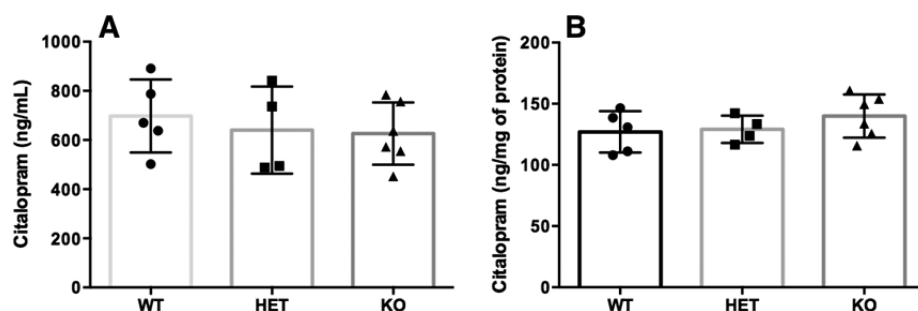 A
Citalopram (ng/mL)
1000
800
600
400
200
0
WT HET KO
B
Citalopram (ng/mg of protein)
200
150
100
50
0
WT HET KO